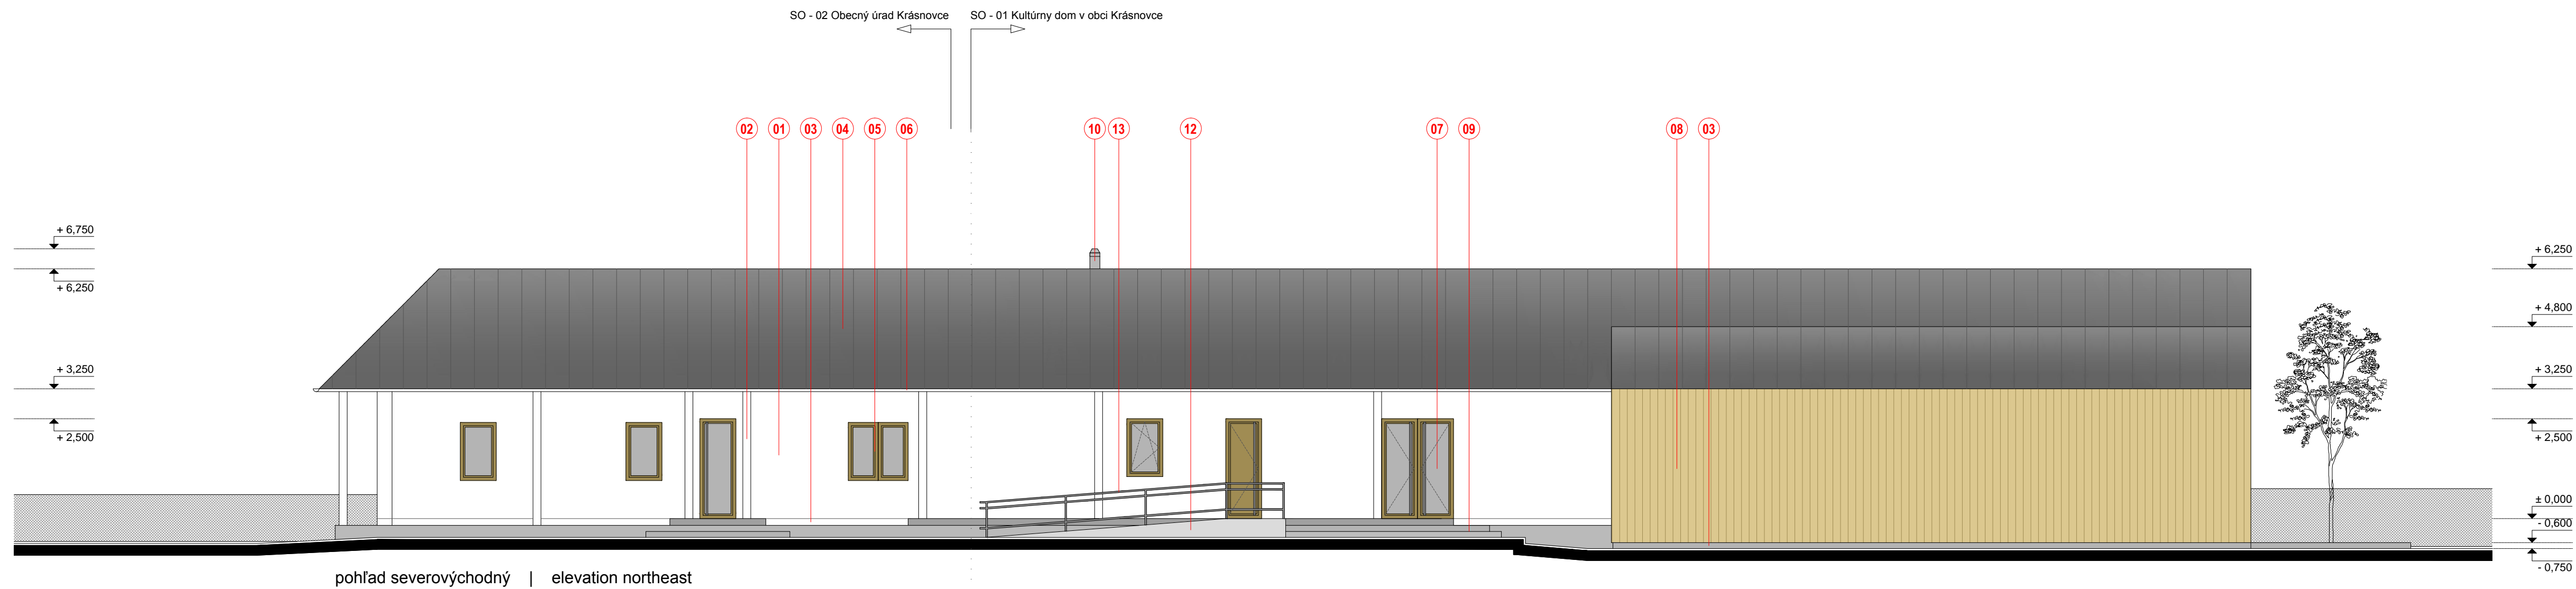 SO - 02 Obecný úrad Krásnovce
SO - 01 Kultúrny dom v obci Krásnovce
02 01 03 04 05 06 10 13 12 07 09 08 03
+ 6,750
+ 6,250
+ 3,250
+ 2,500
+ 6,250
+ 4,800
+ 3,250
+ 2,500
± 0,000
- 0,600
- 0,750
pohľad severovýchodný | elevation northeast